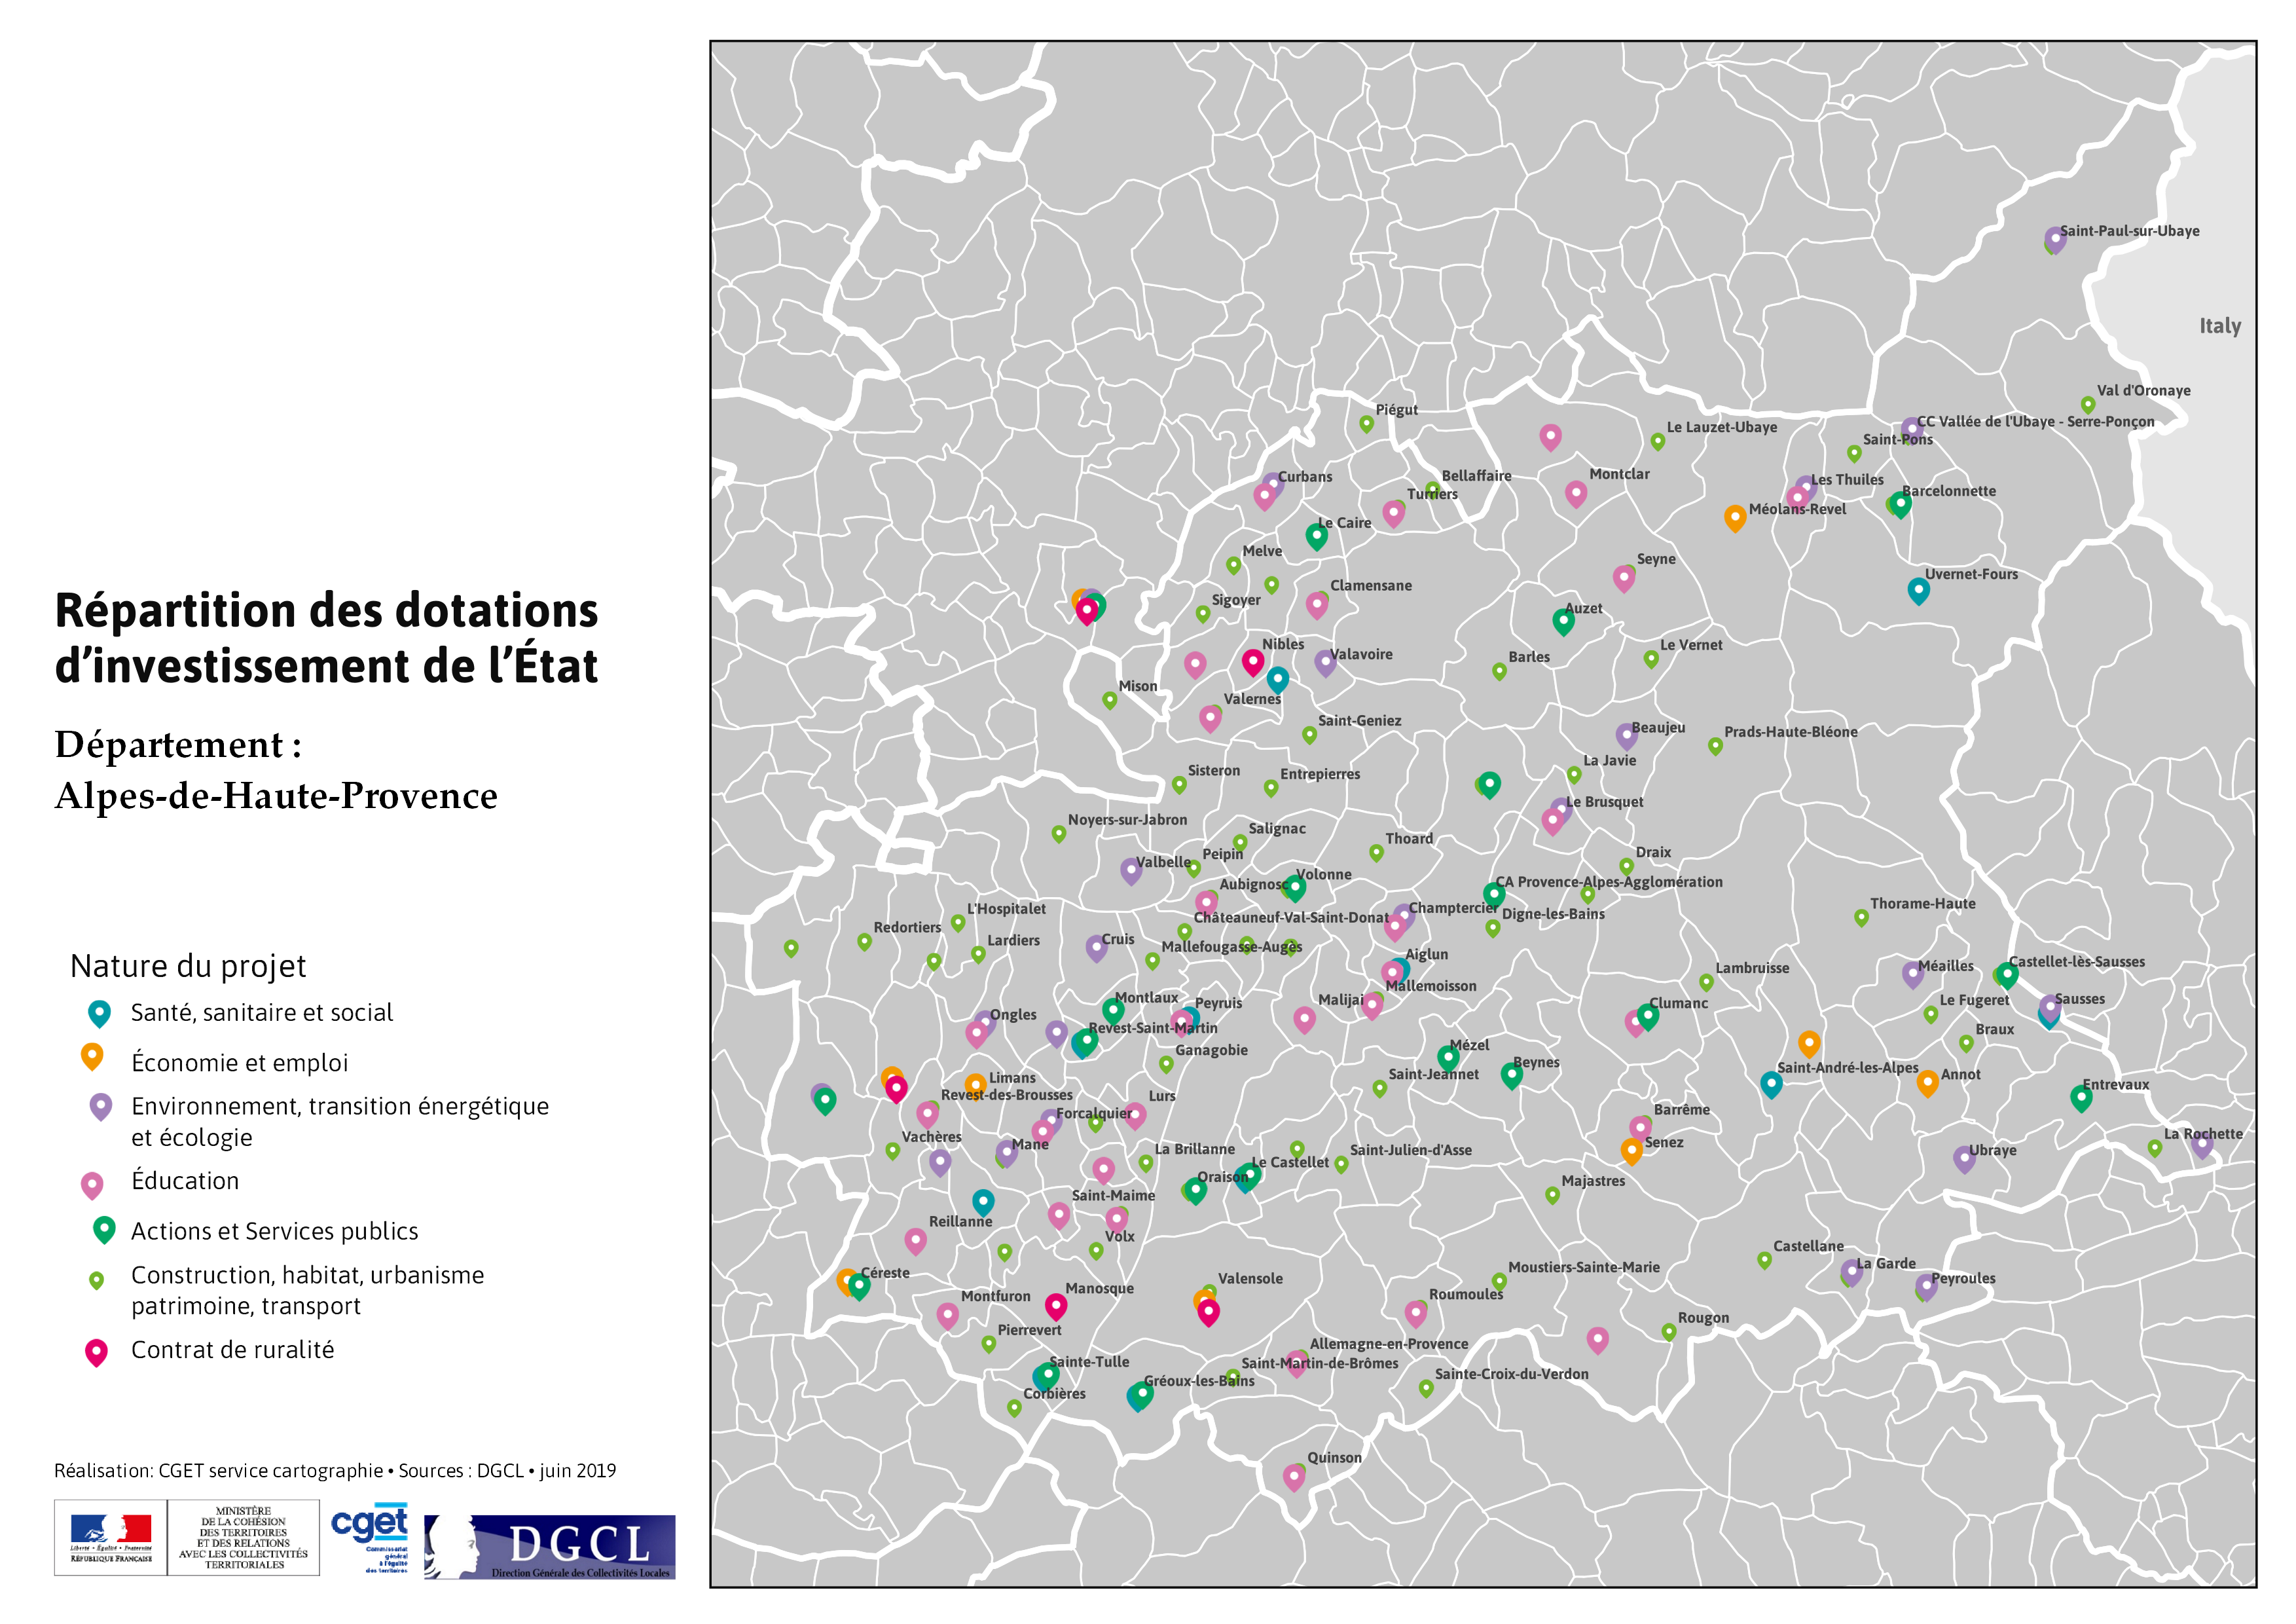 Répartition des dotations
d’investissement de l’État
Département :
Alpes-de-Haute-Provence
Nature du projet
Santé, sanitaire et social
Économie et emploi
Environnement, transition énergétique
et écologie
Éducation
Actions et Services publics
Construction, habitat, urbanisme
patrimoine, transport
Contrat de ruralité
Réalisation: CGET service cartographie • Sources : DGCL • juin 2019
Liberté • Égalité • Fraternité
RÉPUBLIQUE FRANÇAISE
MINISTÈRE
DE LA COHÉSION
DES TERRITOIRES
ET DES RELATIONS
AVEC LES COLLECTIVITÉS
TERRITORIALES
cget
Commissariat
général
à l'égalité
des territoires
DGCL
Direction Générale des Collectivités Locales
Saint-Paul-sur-Ubaye
Italy
Val d'Oronaye
Piégut
CC Vallée de l'Ubaye - Serre-Ponçon
Le Lauzet-Ubaye
Saint-Pons
Curbans
Bellaffaire
Montclar
Les Thuiles
Turriers
Barcelonnette
Méolans-Revel
Le Caire
Melve
Seyne
Uvernet-Fours
Clamensane
Sigoyer
Auzet
Nibles
Valavoire
Barles
Le Vernet
Mison
Valernes
Saint-Geniez
Beaujeu
Prads-Haute-Bléone
La Javie
Sisteron
Entrepierres
Le Brusquet
Noyers-sur-Jabron
Salignac
Thoard
Peipin
Valbelle
Draix
Volonne
Aubignosc
CA Provence-Alpes-Agglomération
Thorame-Haute
L'Hospitalet
Champtercier
Châteauneuf-Val-Saint-Donat
Digne-les-Bains
Redortiers
Lardiers
Cruis
Mallefougasse-Augès
Aiglun
Castellet-lès-Sausses
Lambruisse
Méailles
Mallemoisson
Montlaux
Peyruis
Malijai
Clumanc
Le Fugeret
Sausses
Ongles
Revest-Saint-Martin
Braux
Ganagobie
Mézel
Beynes
Saint-André-les-Alpes
Limans
Saint-Jeannet
Annot
Entrevaux
Revest-des-Brousses
Lurs
Forcalquier
Barrême
Vachères
Mane
La Brillanne
Saint-Julien-d'Asse
Senez
La Rochette
Le Castellet
Ubraye
Oraison
Majastres
Saint-Maime
Reillanne
Volx
Castellane
La Garde
Céreste
Moustiers-Sainte-Marie
Valensole
Peyroules
Manosque
Montfuron
Roumoules
Rougon
Pierrevert
Allemagne-en-Provence
Sainte-Tulle
Saint-Martin-de-Brômes
Sainte-Croix-du-Verdon
Gréoux-les-Bains
Corbières
Quinson